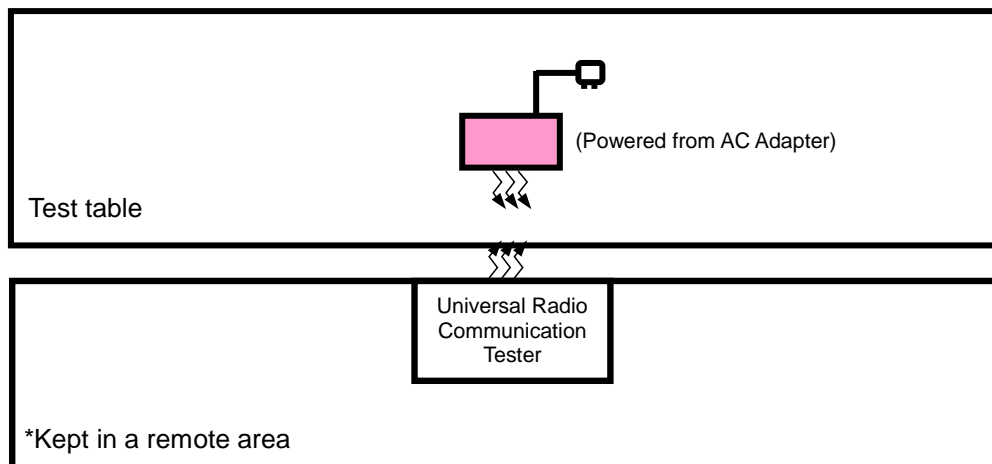 (Powered from AC Adapter)
Test table
Universal Radio
Communication
Tester
*Kept in a remote area